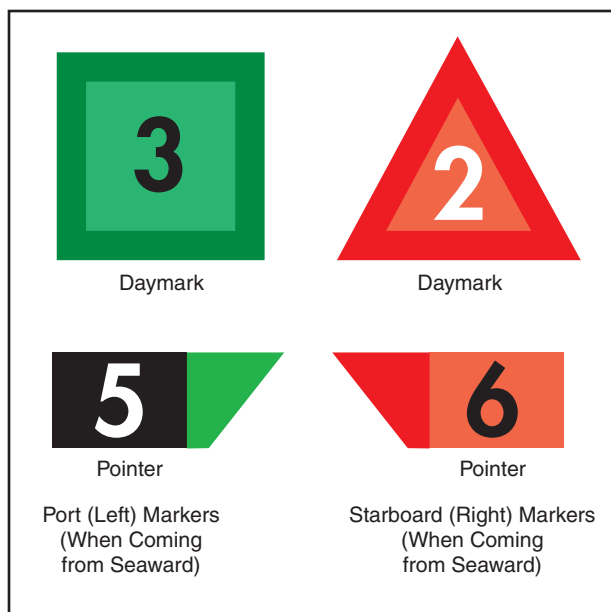 3
2
Daymark
Daymark
5
6
Pointer
Pointer
Port (Left) Markers
(When Coming
from Seaward)
Starboard (Right) Markers
(When Coming
from Seaward)